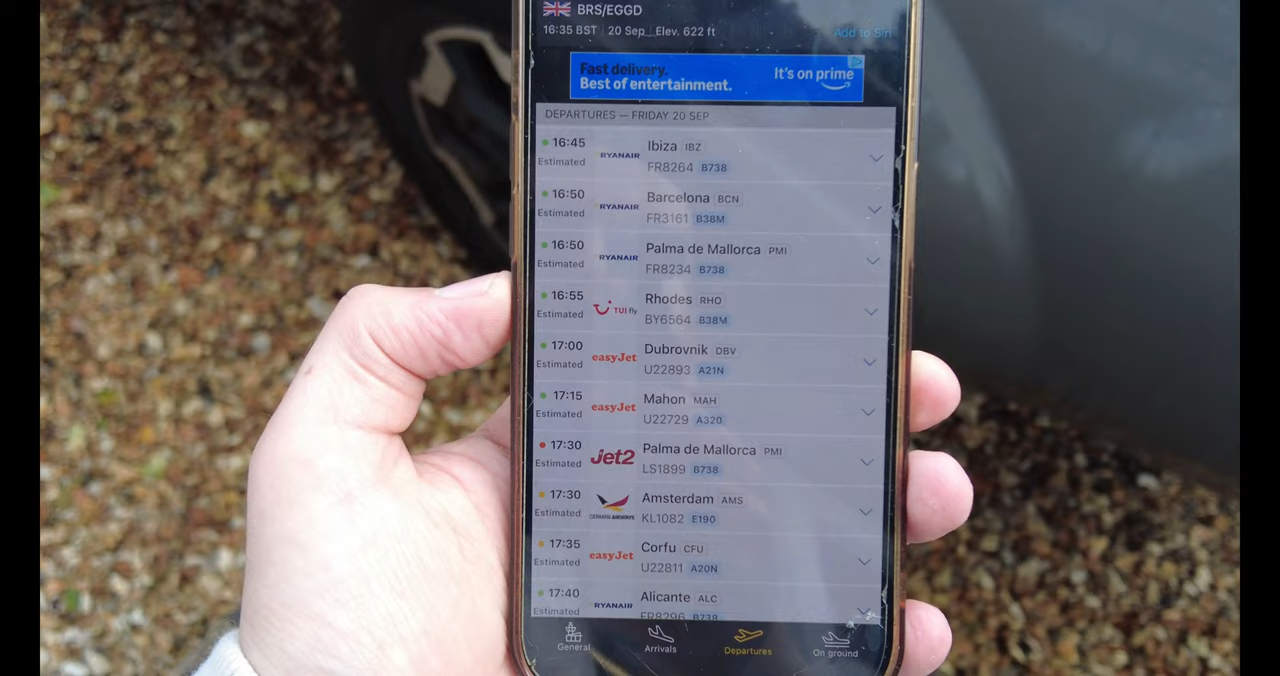 BRS/EGGD
16:35 BST 20 Sep Elev. 622 ft Add to Siri
Fast delivery.
Best of entertainment.
It's on prime
DEPARTURES — FRIDAY 20 SEP
16:45 Ibiza IBZ
Estimated RYANAIR FR8264 B738
16:50 Barcelona BCN
Estimated RYANAIR FR3161 B38M
16:50 Palma de Mallorca PMI
Estimated RYANAIR FR8234 B738
16:55 Rhodes RHO
Estimated TUI fly BY6564 B38M
17:00 Dubrovnik DBV
Estimated easyJet U22893 A21N
17:15 Mahon MAH
Estimated easyJet U22729 A320
17:30 Palma de Mallorca PMI
Estimated Jet2 LS1899 B738
17:30 Amsterdam AMS
Estimated AIRWAYS KL1082 E190
17:35 Corfu CFU
Estimated easyJet U22811 A20N
17:40 Alicante ALC
Estimated RYANAIR FR8296 B738
General Arrivals Departures On ground